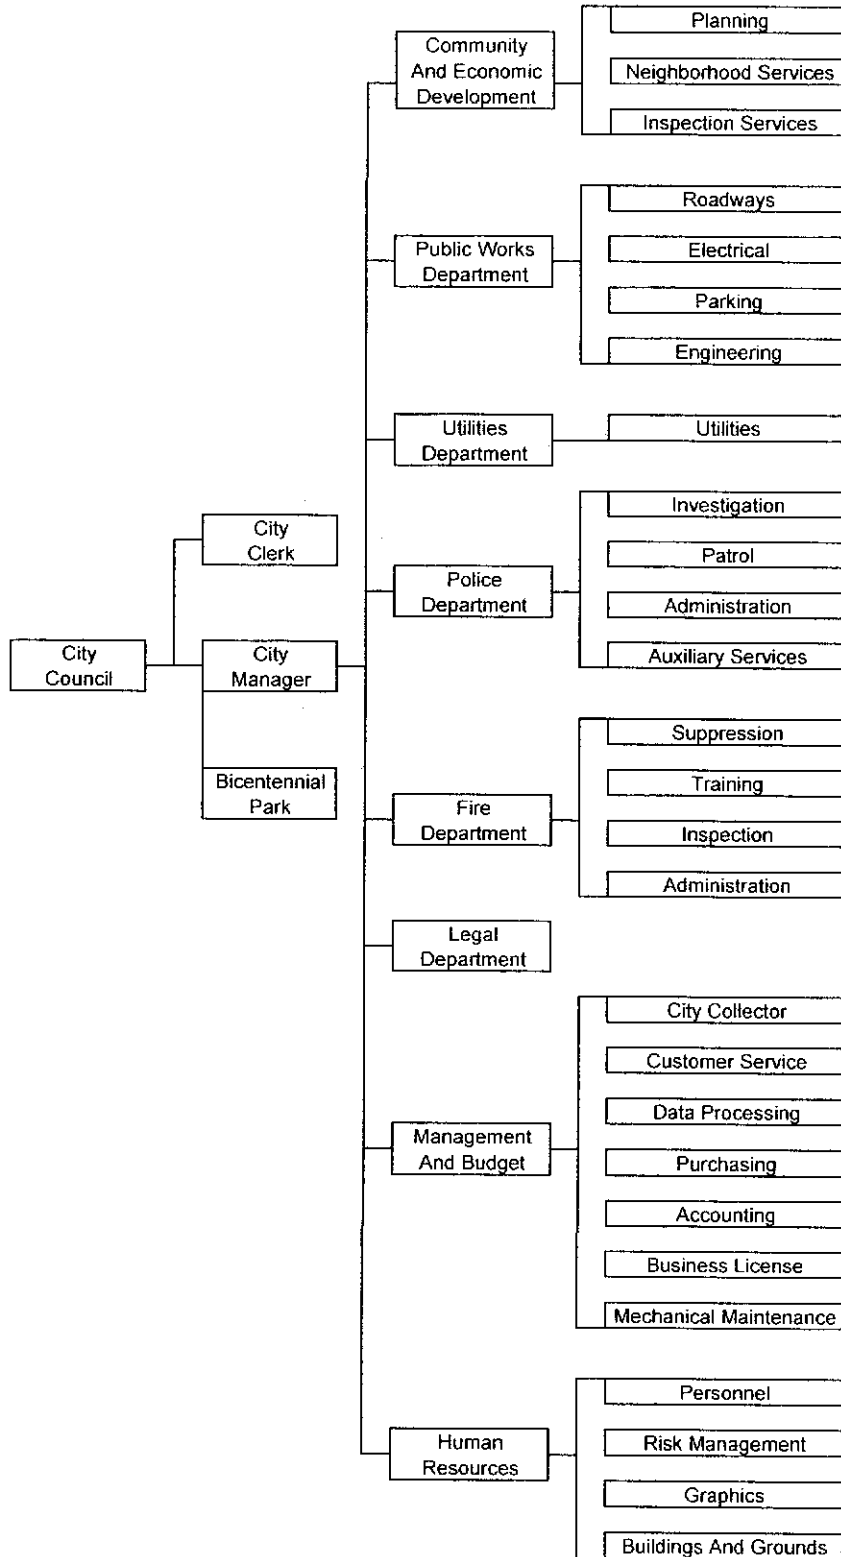 Planning
Community
And Economic
Development
Neighborhood Services
Inspection Services
Roadways
Public Works
Department
Electrical
Parking
Engineering
Utilities
Department
Utilities
Investigation
City
Clerk
Patrol
Police
Department
Administration
City
Council
City
Manager
Auxiliary Services
Suppression
Bicentennial
Park
Training
Fire
Department
Inspection
Administration
Legal
Department
City Collector
Customer Service
Data Processing
Management
And Budget
Purchasing
Accounting
Business License
Mechanical Maintenance
Personnel
Human
Resources
Risk Management
Graphics
Buildings And Grounds